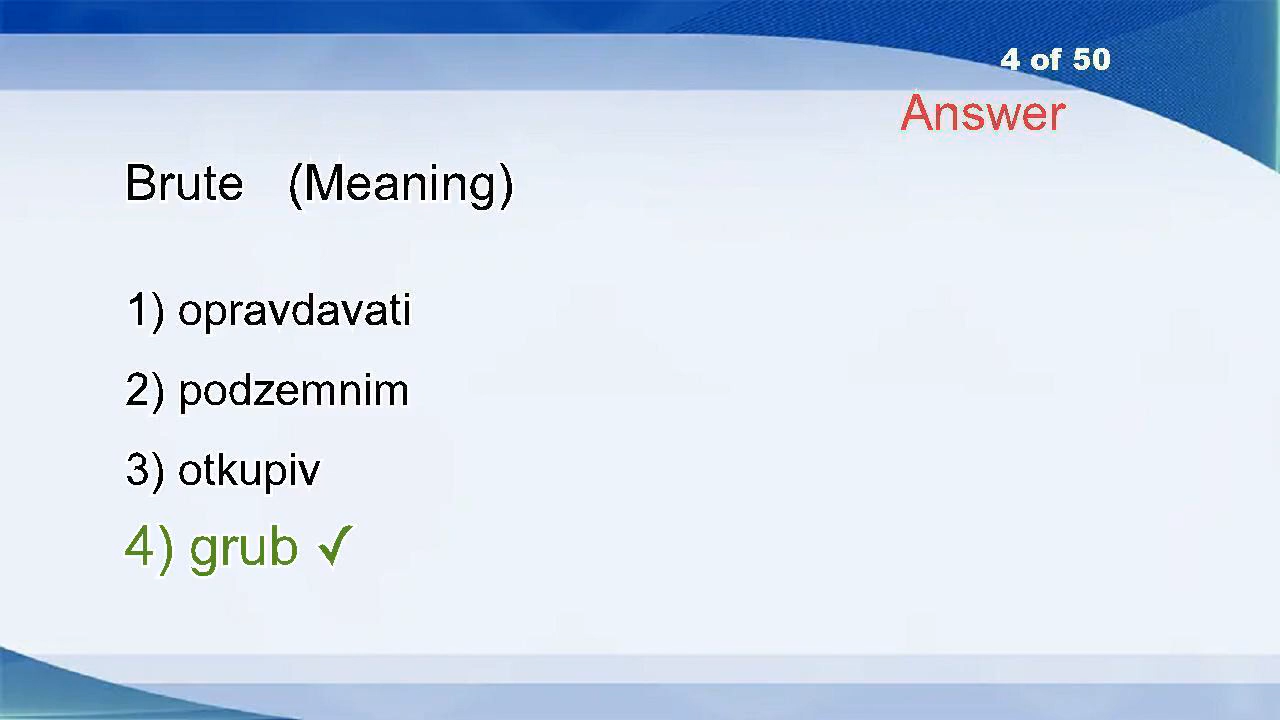 4 of 50
Answer
Brute (Meaning)
1) opravdavati
2) podzemnim
3) otkupiv
4) grub ✓